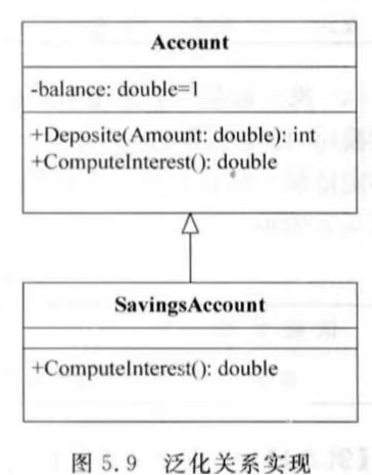 Account
-balance: double=1
+Deposite(Amount: double): int
+ComputeInterest(): double
SavingsAccount
+ComputeInterest(): double
图 5.9 泛化关系实现